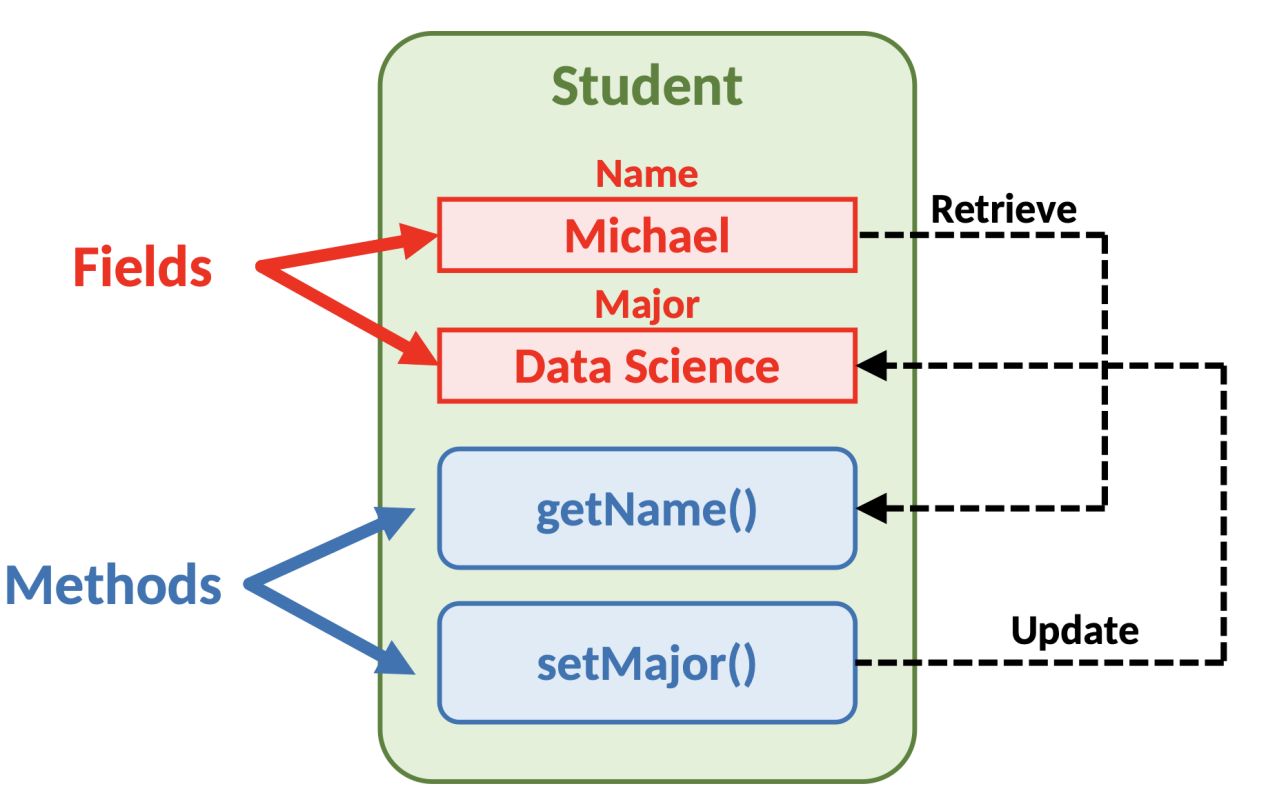 Student
Name
Michael
Retrieve
Fields
Major
Data Science
getName()
Methods
Update
setMajor()